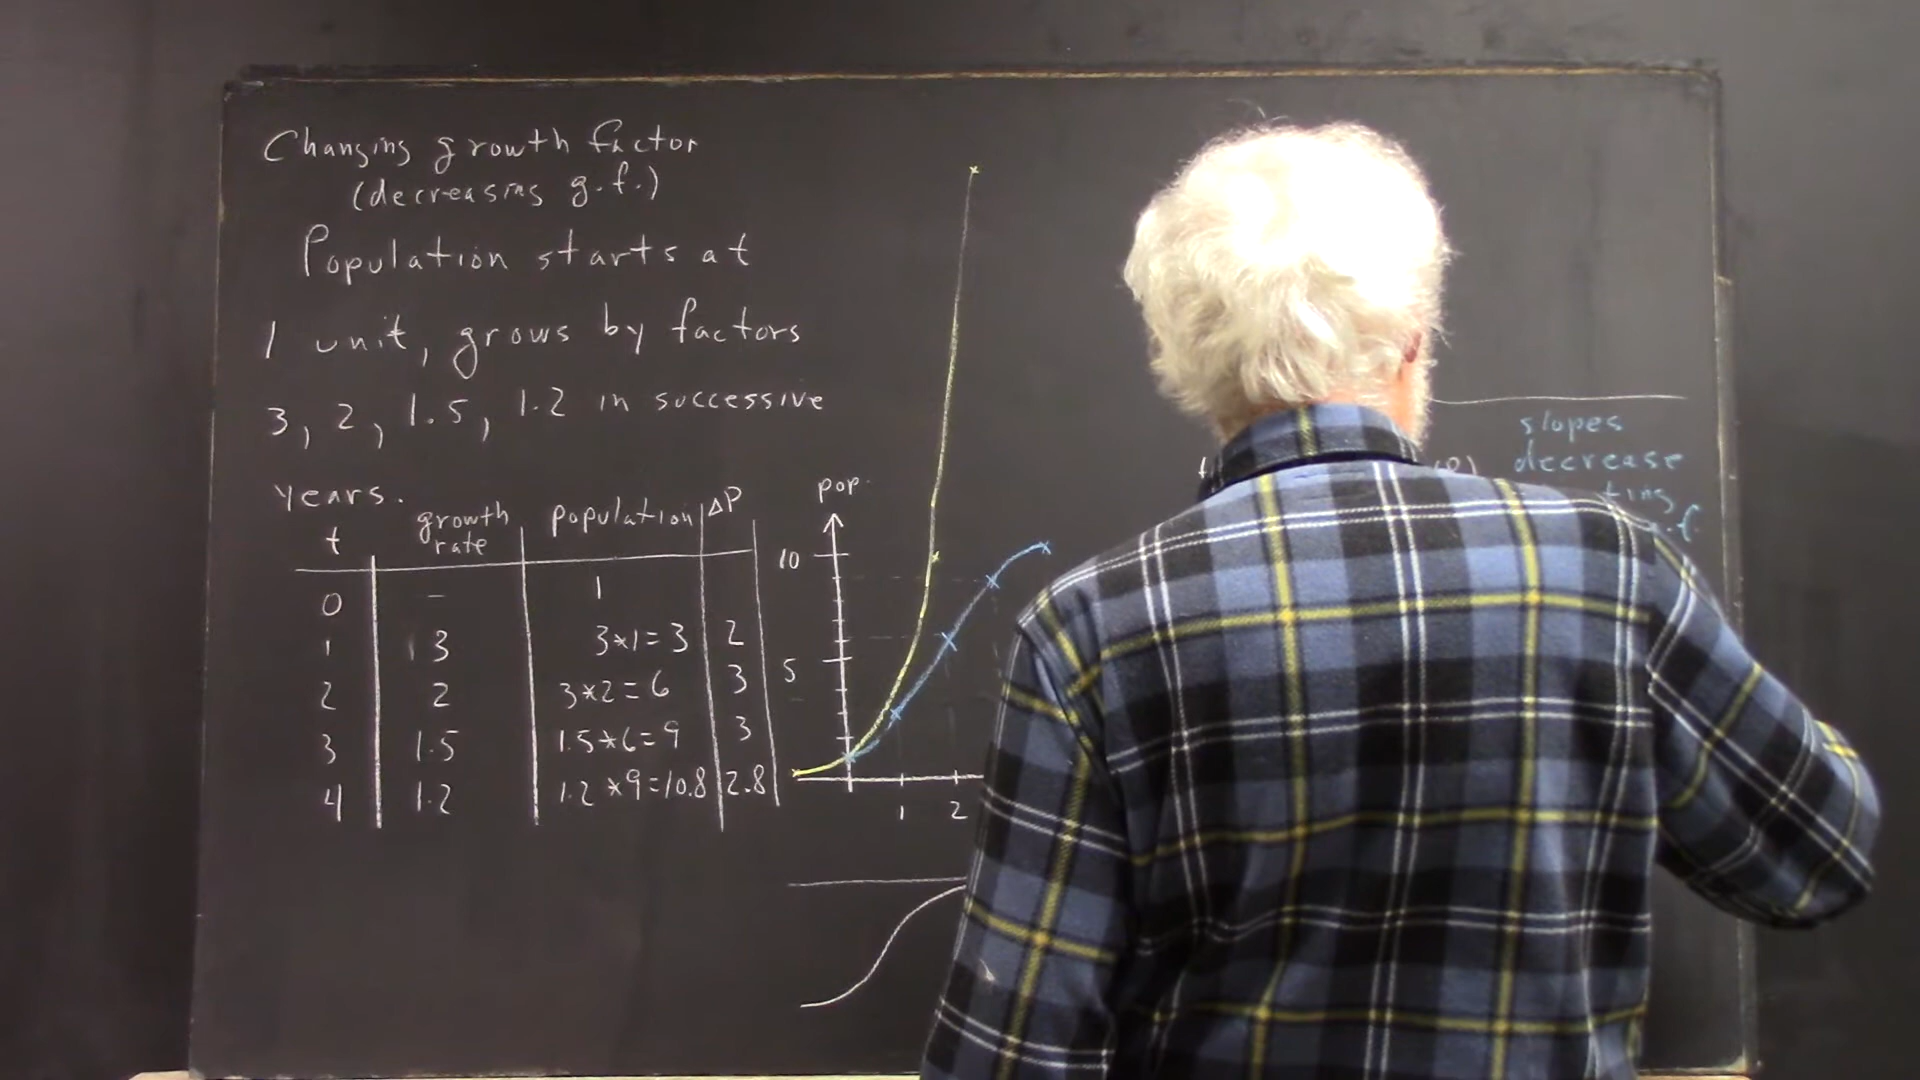 Changing growth factor
(decreasing g.f.)
Population starts at
1 unit, grows by factors
3, 2, 1.5, 1.2 in successive
years.
t growth rate population ΔP
0 – 1
1 3 3*1=3 2
2 2 3*2=6 3
3 1.5 1.5*6=9 3
4 1.2 1.2*9=10.8 2.8
pop.
10
5
1 2
slopes
decrease